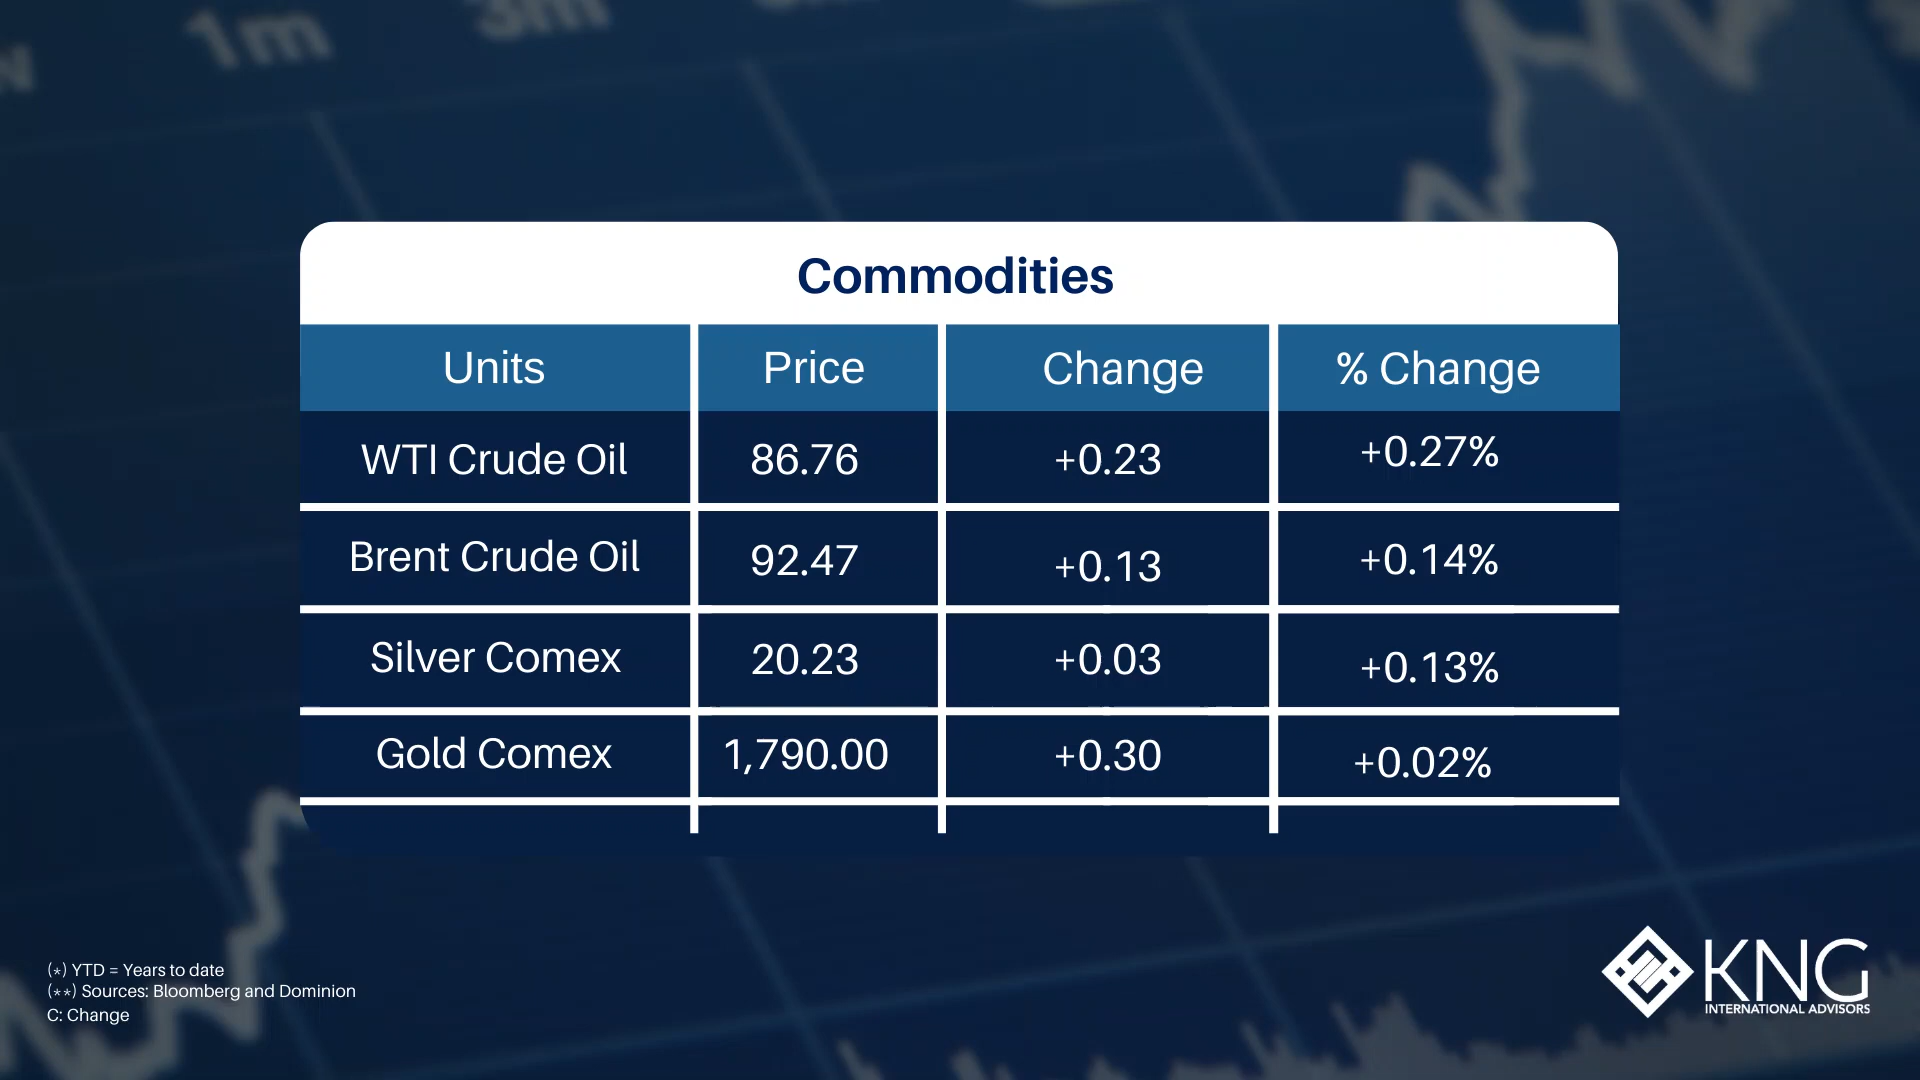 1m 3m
Commodities
Units Price Change % Change
WTI Crude Oil 86.76 +0.23 +0.27%
Brent Crude Oil 92.47 +0.13 +0.14%
Silver Comex 20.23 +0.03 +0.13%
Gold Comex 1,790.00 +0.30 +0.02%
(*) YTD = Years to date
(**) Sources: Bloomberg and Dominion
C: Change
KNG
INTERNATIONAL ADVISORS